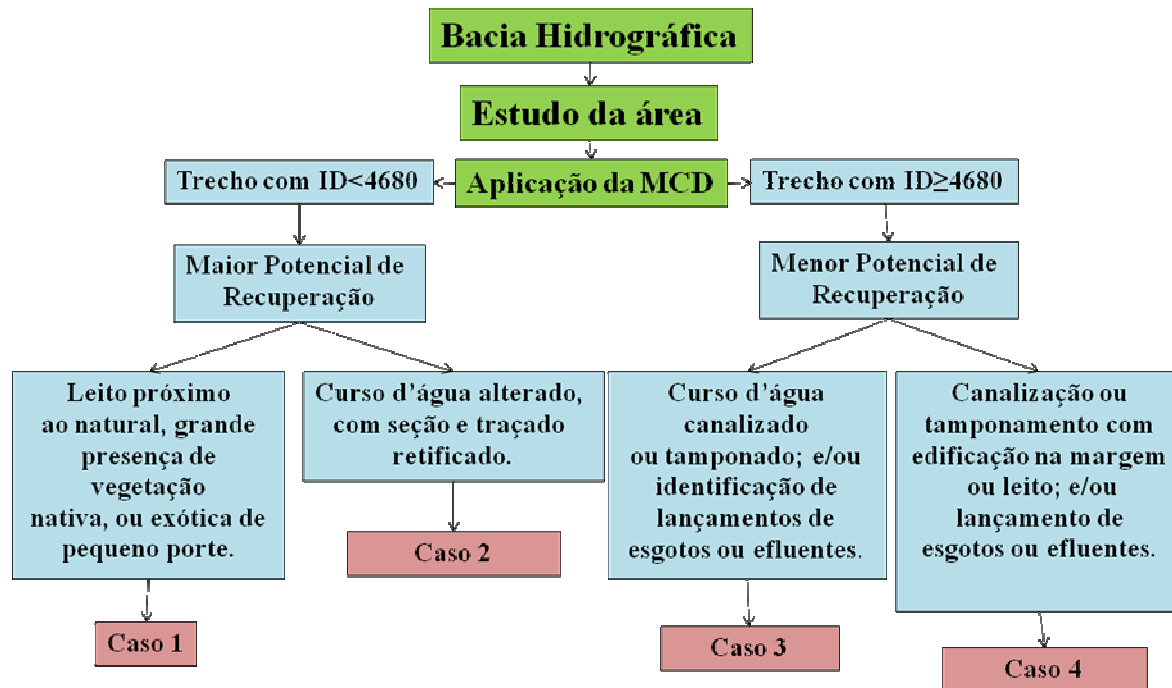 Bacia Hidrográfica
Estudo da área
Trecho com ID<4680
Aplicação da MCD
Trecho com ID≥4680
Maior Potencial de
Recuperação
Menor Potencial de
Recuperação
Leito próximo
ao natural, grande
presença de
vegetação
nativa, ou exótica de
pequeno porte.
Curso d’água alterado,
com seção e traçado
retificado.
Curso d’água
canalizado
ou tamponado; e/ou
identificação de
lançamentos de
esgotos ou efluentes.
Canalização ou
tamponamento com
edificação na margem
ou leito; e/ou
lançamento de
esgotos ou efluentes.
Caso 1
Caso 2
Caso 3
Caso 4